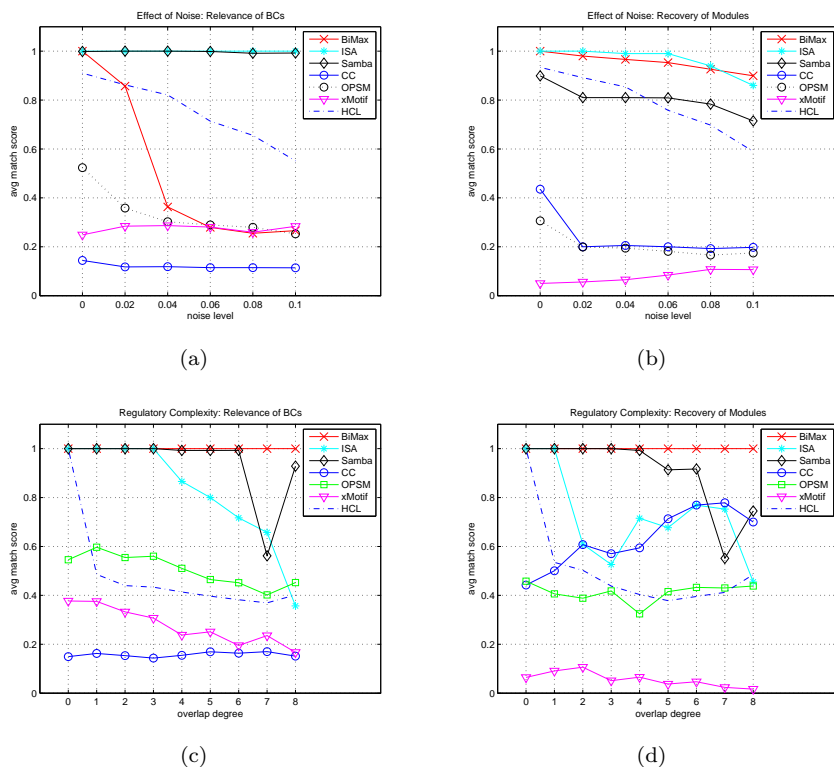 Effect of Noise: Relevance of BCs
1
0.8
0.6
0.4
0.2
0
avg match score
0 0.02 0.04 0.06 0.08 0.1
noise level
BiMax
ISA
Samba
CC
OPSM
xMotif
HCL
(a)
Effect of Noise: Recovery of Modules
1
0.8
0.6
0.4
0.2
0
avg match score
0 0.02 0.04 0.06 0.08 0.1
noise level
BiMax
ISA
Samba
CC
OPSM
xMotif
HCL
(b)
Regulatory Complexity: Relevance of BCs
1
0.8
0.6
0.4
0.2
0
avg match score
0 1 2 3 4 5 6 7 8
overlap degree
BiMax
ISA
Samba
CC
OPSM
xMotif
HCL
(c)
Regulatory Complexity: Recovery of Modules
1
0.8
0.6
0.4
0.2
0
avg match score
0 1 2 3 4 5 6 7 8
overlap degree
BiMax
ISA
Samba
CC
OPSM
xMotif
HCL
(d)